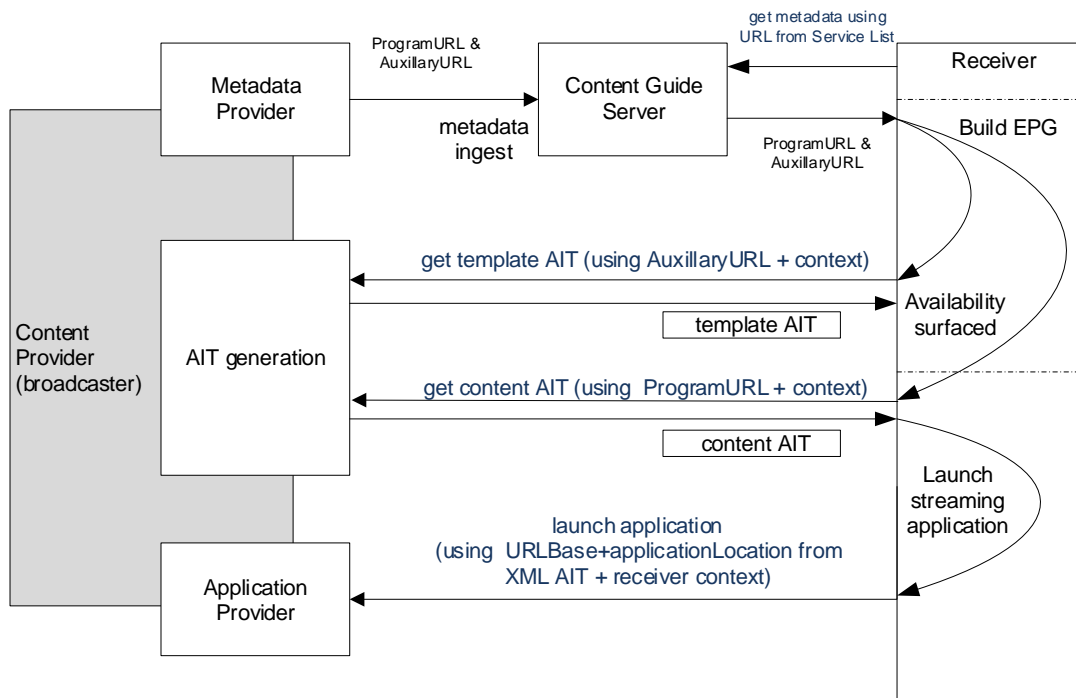 get metadata using
URL from Service List
ProgramURL &
AuxillaryURL
Receiver
Metadata
Provider
Content Guide
Server
metadata
ingest
ProgramURL &
AuxillaryURL
Build EPG
get template AIT (using AuxillaryURL + context)
template AIT
Availability
surfaced
Content
Provider
(broadcaster)
AIT generation
get content AIT (using ProgramURL + context)
content AIT
Launch
streaming
application
launch application
(using URLBase+applicationLocation from
XML AIT + receiver context)
Application
Provider